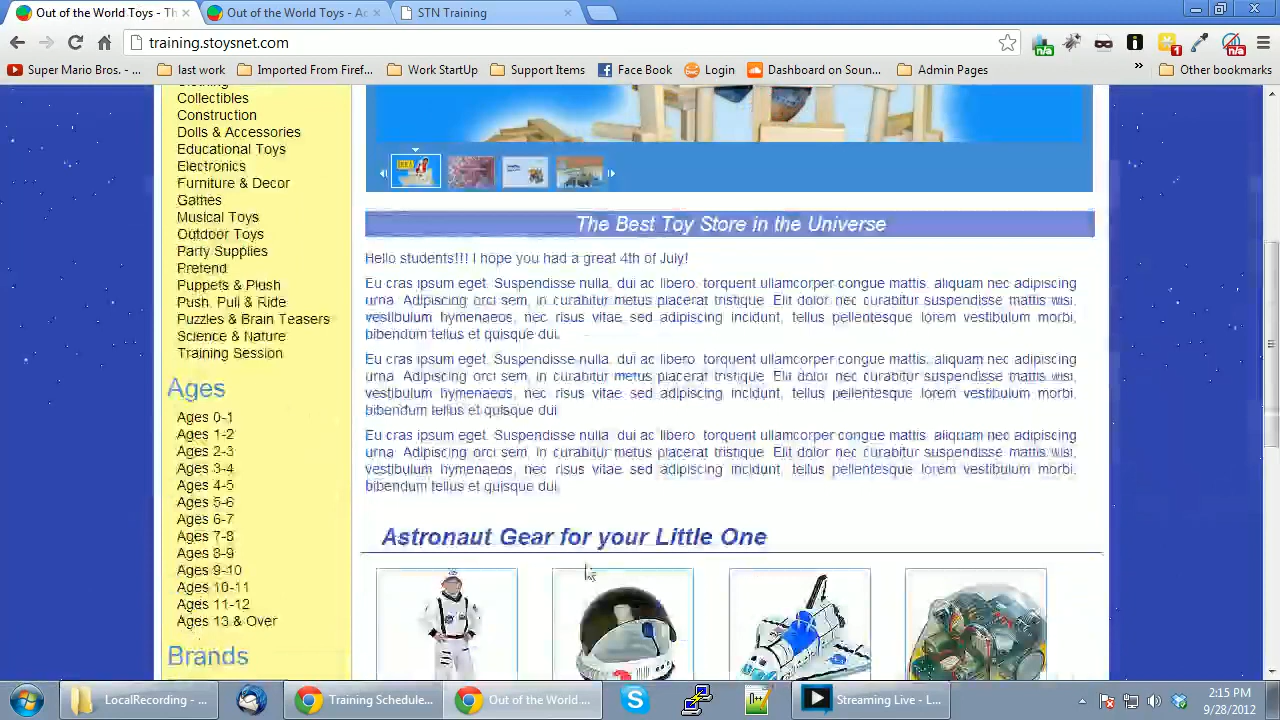 Out of the World Toys - Th
Out of the World Toys - Ac
STN Training
training.stoysnet.com
n/a
1
n/a
Super Mario Bros. - ...
last work
Imported From Firef...
Work StartUp
Support Items
Face Book
Login
Dashboard on Soun...
Admin Pages
»
Other bookmarks
Clothing
Collectibles
Construction
Dolls & Accessories
Educational Toys
Electronics
Furniture & Decor
Games
Musical Toys
Outdoor Toys
Party Supplies
Pretend
Puppets & Plush
Push, Pull & Ride
Puzzles & Brain Teasers
Science & Nature
Training Session
Ages
Ages 0-1
Ages 1-2
Ages 2-3
Ages 3-4
Ages 4-5
Ages 5-6
Ages 6-7
Ages 7-8
Ages 8-9
Ages 9-10
Ages 10-11
Ages 11-12
Ages 13 & Over
Brands
The Best Toy Store in the Universe
Hello students!!! I hope you had a great 4th of July!
Eu cras ipsum eget. Suspendisse nulla, dui ac libero, torquent ullamcorper congue mattis, aliquam nec adipiscing
urna. Adipiscing orci sem, in curabitur metus placerat tristique. Elit dolor nec curabitur suspendisse mattis wisi,
vestibulum hymenaeos, nec risus vitae sed adipiscing incidunt, tellus pellentesque lorem vestibulum morbi,
bibendum tellus et quisque dui.
Eu cras ipsum eget. Suspendisse nulla, dui ac libero, torquent ullamcorper congue mattis, aliquam nec adipiscing
urna. Adipiscing orci sem, in curabitur metus placerat tristique. Elit dolor nec curabitur suspendisse mattis wisi,
vestibulum hymenaeos, nec risus vitae sed adipiscing incidunt, tellus pellentesque lorem vestibulum morbi,
bibendum tellus et quisque dui.
Eu cras ipsum eget. Suspendisse nulla, dui ac libero, torquent ullamcorper congue mattis, aliquam nec adipiscing
urna. Adipiscing orci sem, in curabitur metus placerat tristique. Elit dolor nec curabitur suspendisse mattis wisi,
vestibulum hymenaeos, nec risus vitae sed adipiscing incidunt, tellus pellentesque lorem vestibulum morbi,
bibendum tellus et quisque dui.
Astronaut Gear for your Little One
LocalRecording - ...
Training Schedule...
Out of the World ...
Streaming Live - L...
2:15 PM
9/28/2012